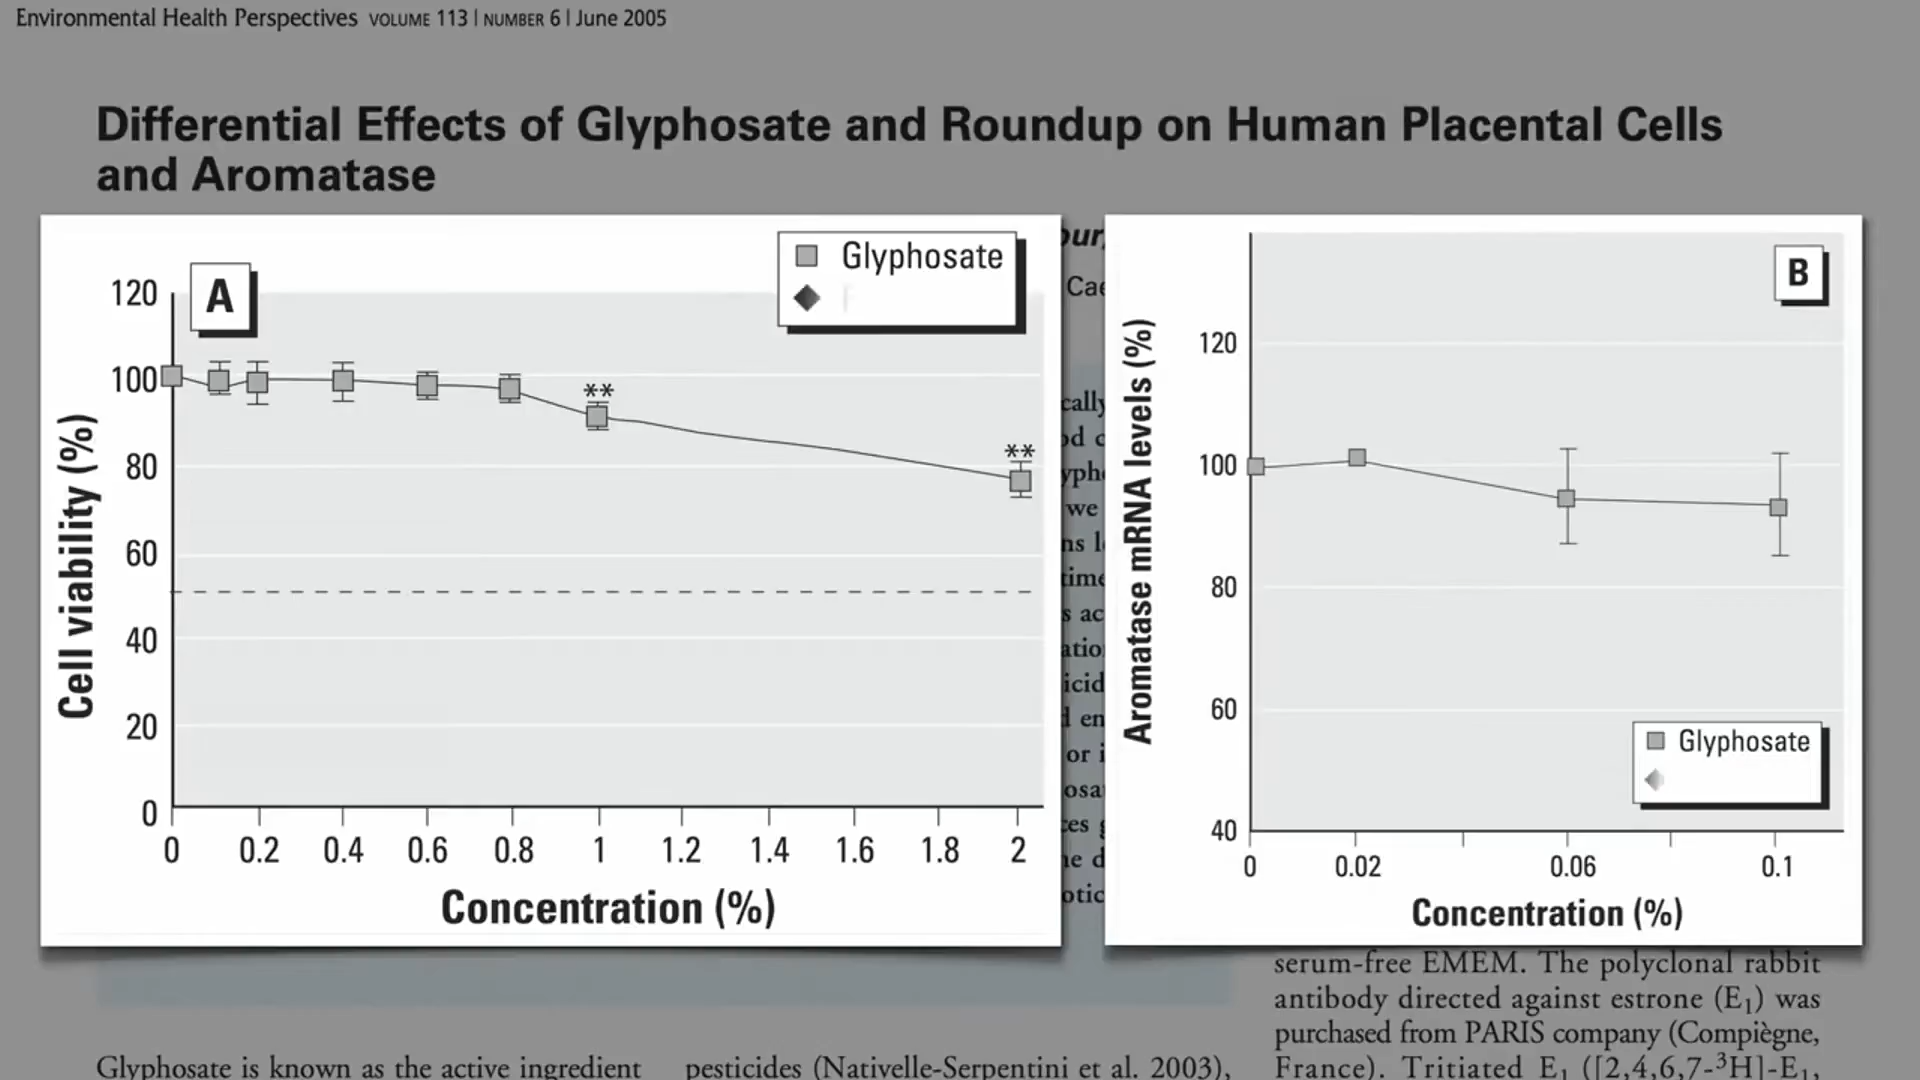 Environmental Health Perspectives VOLUME 113 | NUMBER 6 | June 2005
Differential Effects of Glyphosate and Roundup on Human Placental Cells
and Aromatase
A
Glyphosate
120
100
80
60
40
20
0
**
**
0 0.2 0.4 0.6 0.8 1 1.2 1.4 1.6 1.8 2
Cell viability (%)
Concentration (%)
B
120
100
80
60
40
Aromatase mRNA levels (%)
Glyphosate
0 0.02 0.06 0.1
Concentration (%)
we
or i
serum-free EMEM. The polyclonal rabbit
antibody directed against estrone (E₁) was
purchased from PARIS company (Compiègne,
France). Tritiated E₁ ([2,4,6,7-³H]-E₁,
Glyphosate is known as the active ingredient
pesticides (Nativelle-Serpentini et al. 2003),